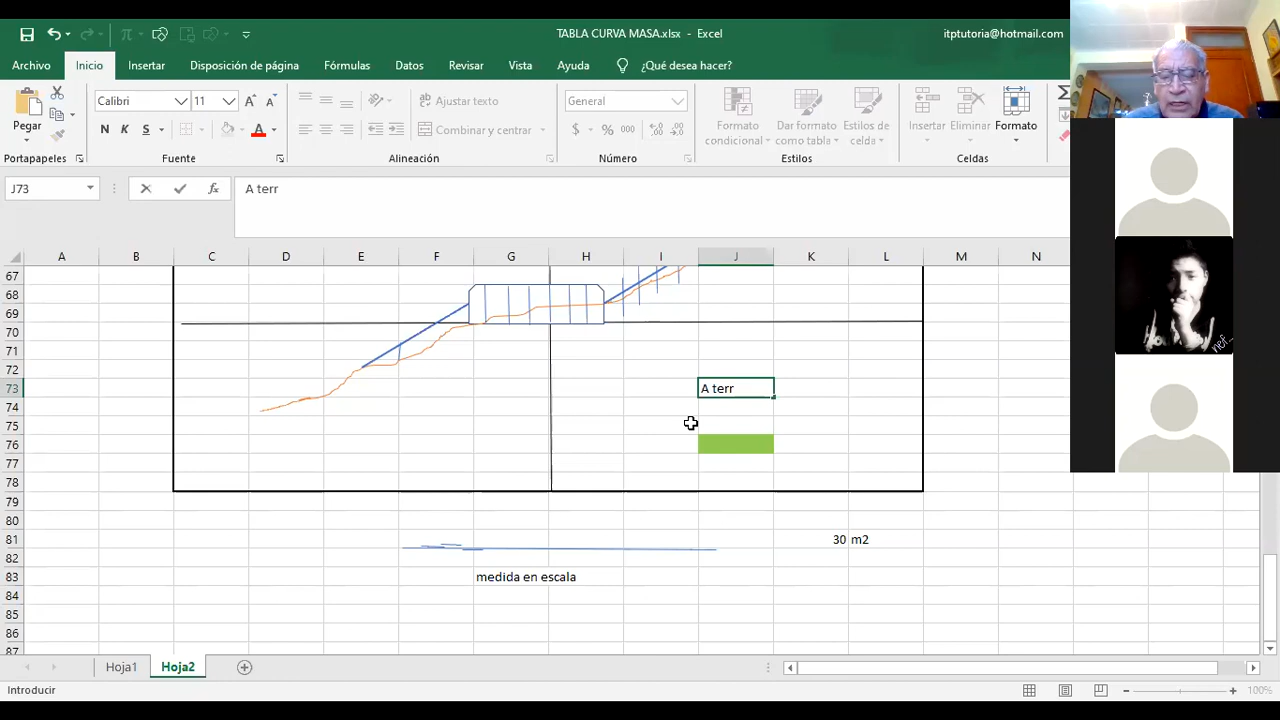 TABLA CURVA MASA.xlsx - Excel
itptutoria@hotmail.com
Archivo Inicio Insertar Disposición de página Fórmulas Datos Revisar Vista Ayuda ¿Qué desea hacer?
Pegar
Calibri 11
N K S
Ajustar texto
Combinar y centrar
General
$ % 000
Formato condicional
Dar formato como tabla
Estilos de celda
Insertar Eliminar Formato
Portapapeles Fuente Alineación Número Estilos Celdas
J73 fx A terr
A B C D E F G H I J K L M N
67
68
69
70
71
72
73 A terr
74
75
76
77
78
79
80
81 30 m2
82
83 medida en escala
84
85
86
87
Hoja1 Hoja2
Introducir 100%
nef_